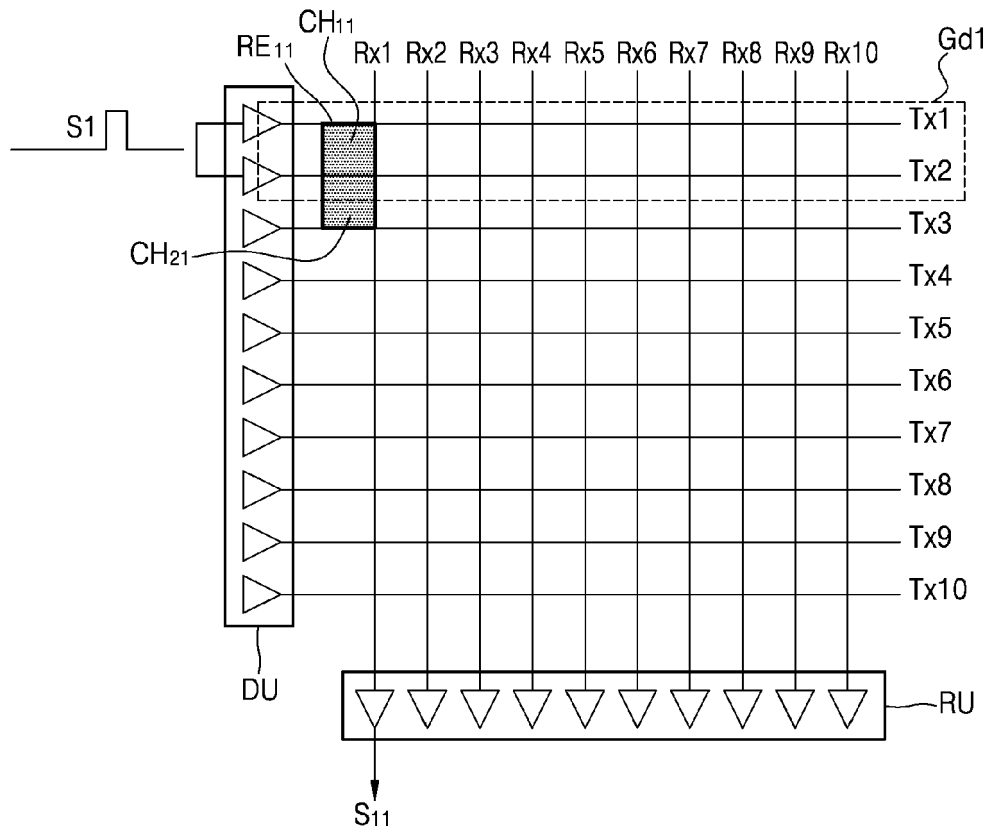 CH11
RE11
Rx1 Rx2 Rx3 Rx4 Rx5 Rx6 Rx7 Rx8 Rx9 Rx10
Gd1
S1
Tx1
Tx2
Tx3
CH21
Tx4
Tx5
Tx6
Tx7
Tx8
Tx9
Tx10
DU
RU
S11